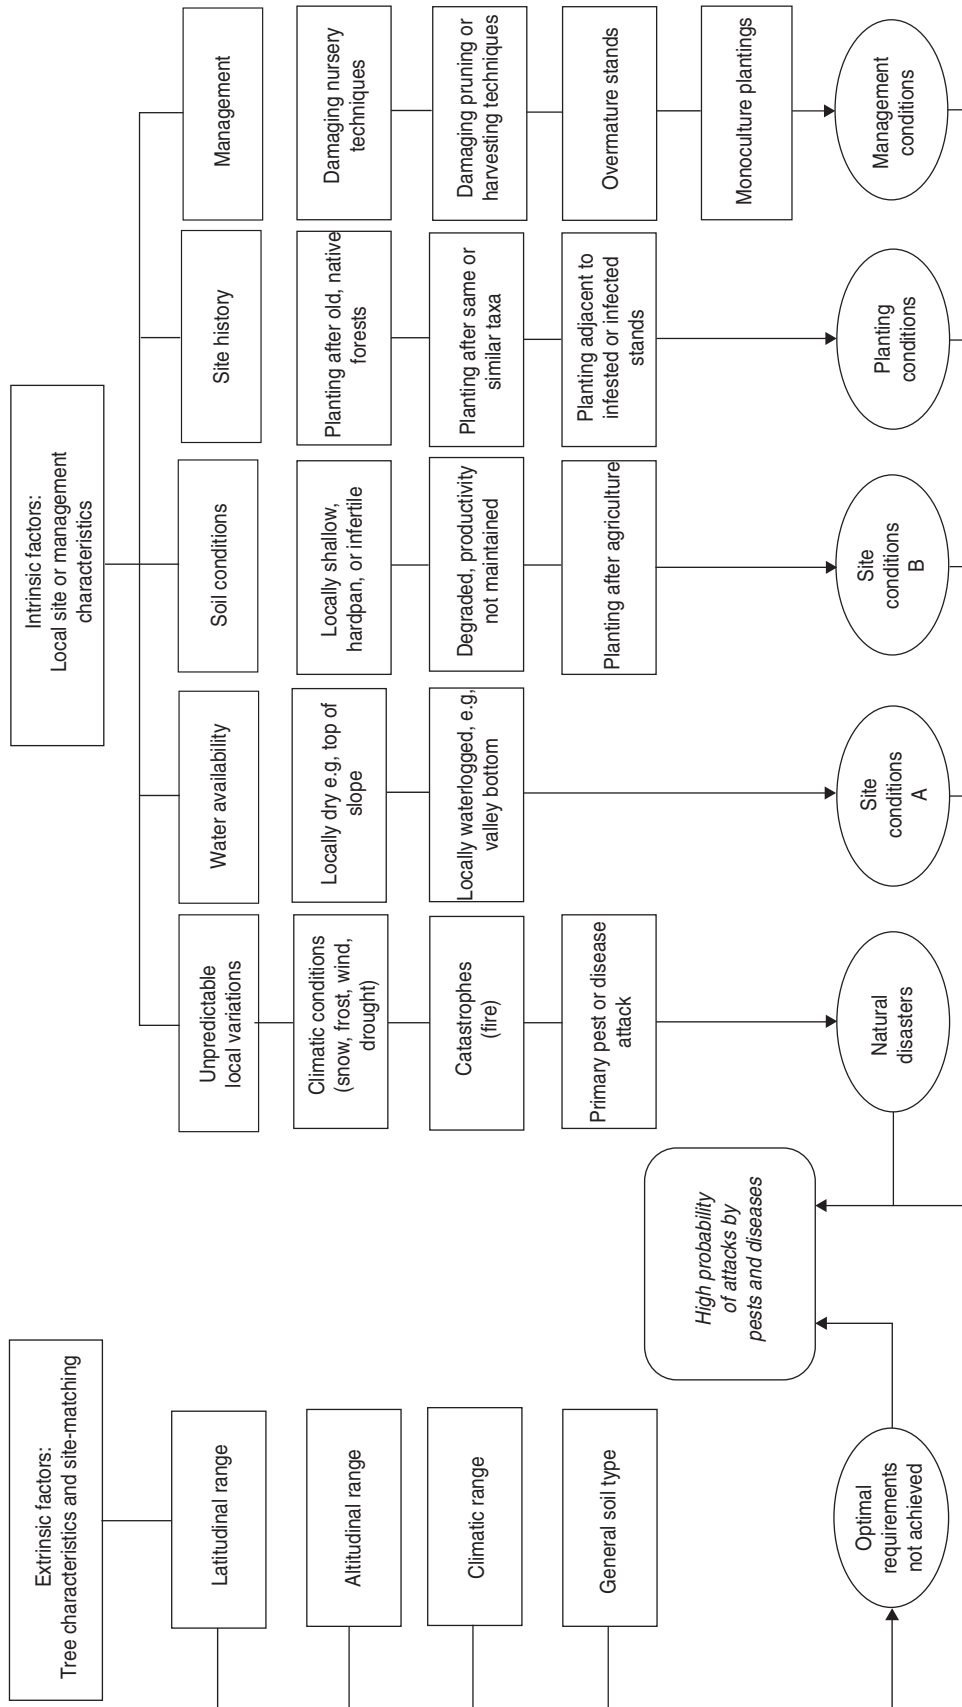 Extrinsic factors:
Tree characteristics and site-matching
Latitudinal range
Altitudinal range
Climatic range
General soil type
Optimal
requirements
not achieved
High probability
of attacks by
pests and diseases
Intrinsic factors:
Local site or management
characteristics
Unpredictable
local variations
Climatic conditions
(snow, frost, wind,
drought)
Catastrophes
(fire)
Primary pest or disease
attack
Natural
disasters
Water availability
Locally dry e.g, top of
slope
Locally waterlogged, e.g,
valley bottom
Site
conditions
A
Soil conditions
Locally shallow,
hardpan, or infertile
Degraded, productivity
not maintained
Planting after agriculture
Site
conditions
B
Site history
Planting after old, native
forests
Planting after same or
similar taxa
Planting adjacent to
infested or infected
stands
Planting
conditions
Management
Damaging nursery
techniques
Damaging pruning or
harvesting techniques
Overmature stands
Monoculture plantings
Management
conditions